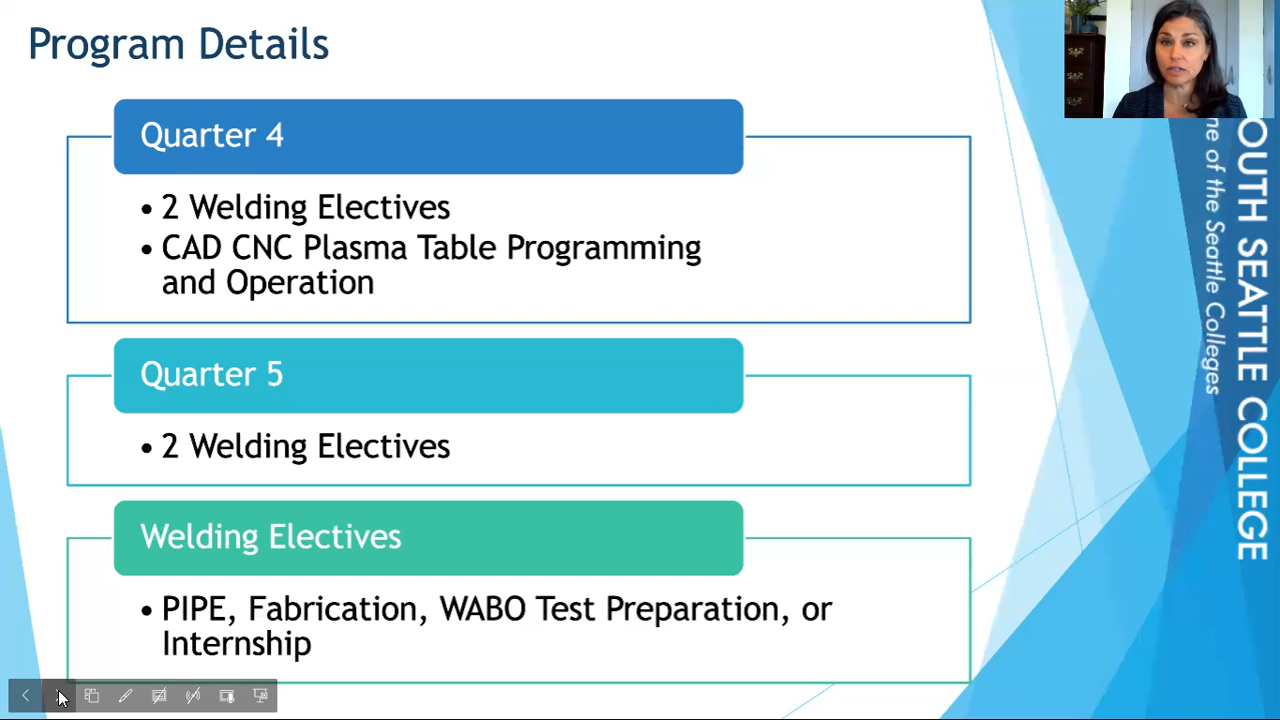 Program Details
Quarter 4
• 2 Welding Electives
• CAD CNC Plasma Table Programming
and Operation
Quarter 5
• 2 Welding Electives
Welding Electives
• PIPE, Fabrication, WABO Test Preparation, or
Internship
OUTH SEATTLE COLLEGE
ne of the Seattle Colleges